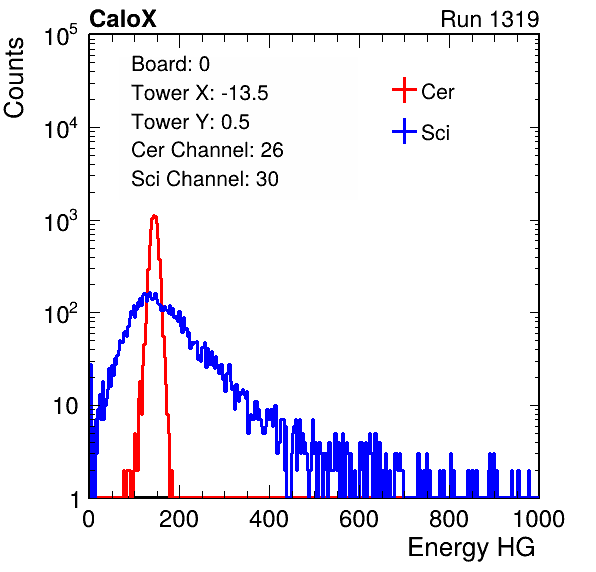 CaloX Run 1319
Counts
10^5
10^4
10^3
10^2
10
1
Board: 0
Tower X: -13.5
Tower Y: 0.5
Cer Channel: 26
Sci Channel: 30
Cer
Sci
0 200 400 600 800 1000
Energy HG